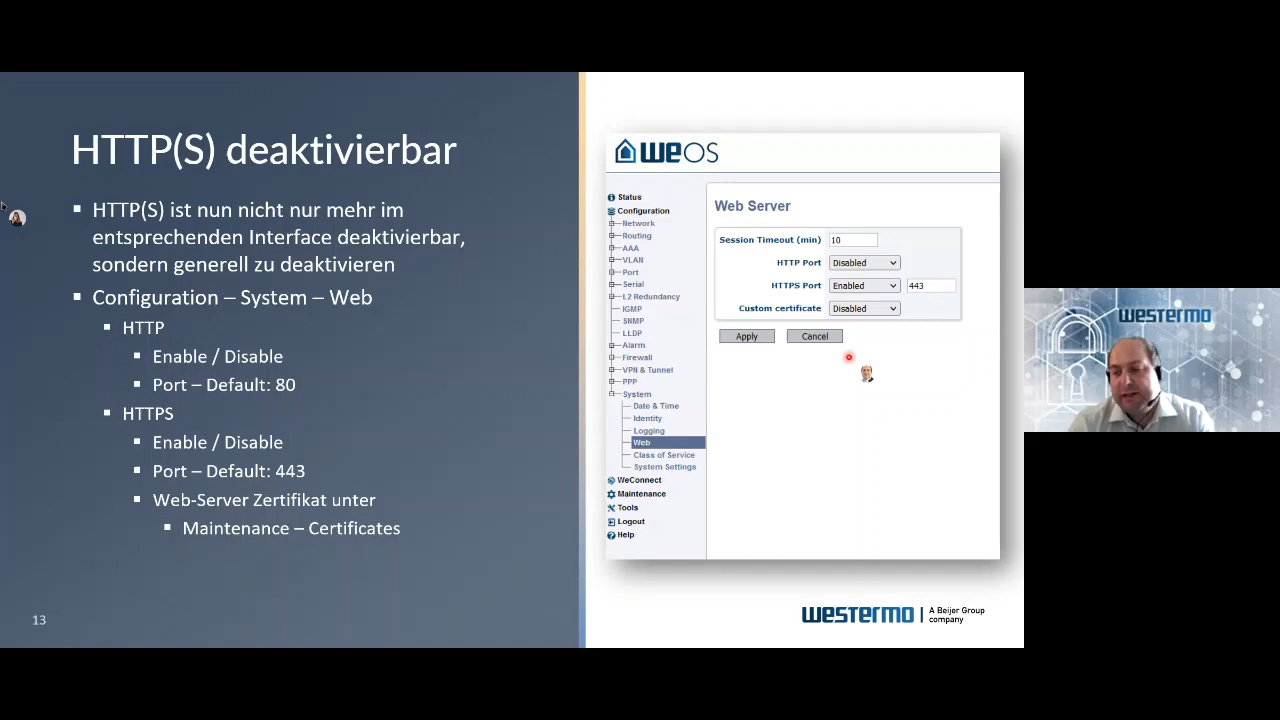 HTTP(S) deaktivierbar
▪ HTTP(S) ist nun nicht nur mehr im
entsprechenden Interface deaktivierbar,
sondern generell zu deaktivieren
▪ Configuration – System – Web
▪ HTTP
▪ Enable / Disable
▪ Port – Default: 80
▪ HTTPS
▪ Enable / Disable
▪ Port – Default: 443
▪ Web-Server Zertifikat unter
▪ Maintenance – Certificates
13
WEOS
Status
Configuration
Network
Routing
AAA
VLAN
Port
Serial
L2 Redundancy
IGMP
SNMP
LLDP
Alarm
Firewall
VPN & Tunnel
PPP
System
Date & Time
Identity
Logging
Web
Class of Service
System Settings
WeConnect
Maintenance
Tools
Logout
Help
Web Server
Session Timeout (min) 10
HTTP Port Disabled
HTTPS Port Enabled 443
Custom certificate Disabled
Apply Cancel
westermo | A Beijer Group
company
westermo